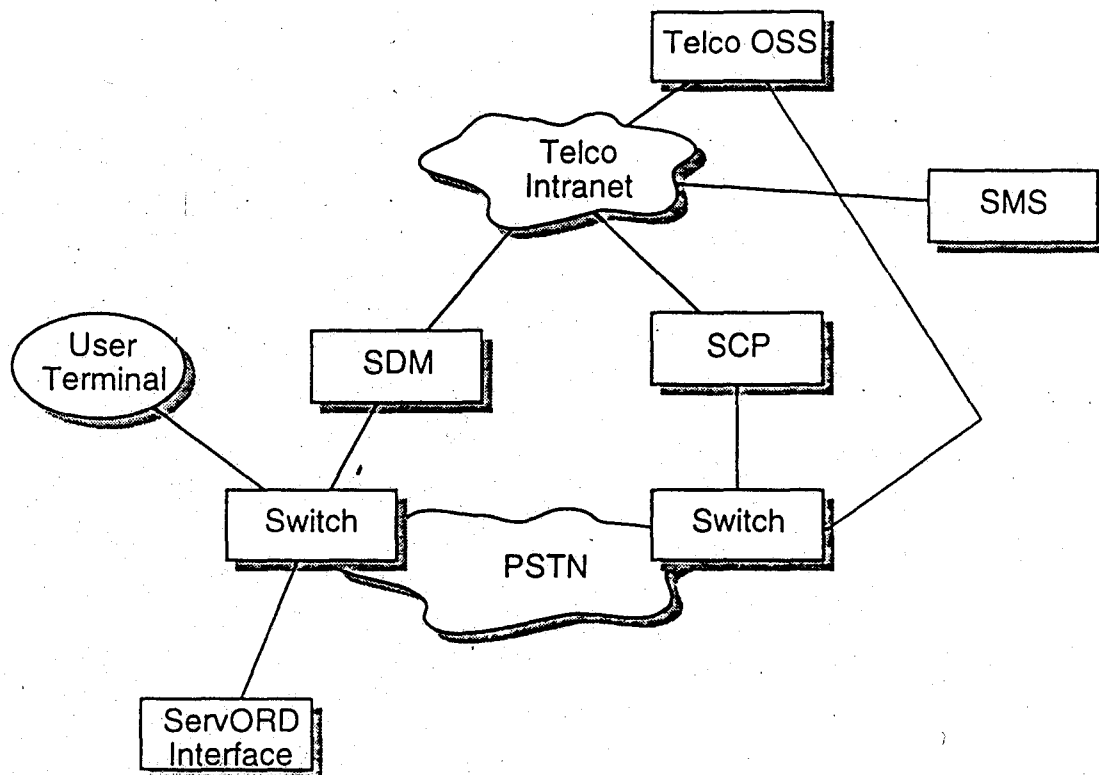 Telco OSS
Telco
Intranet
SMS
User
Terminal
SDM
SCP
Switch
PSTN
Switch
ServORD
Interface